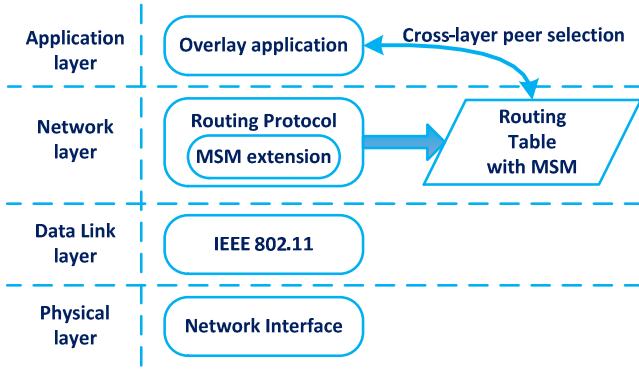 Application
layer
Overlay application
Cross-layer peer selection
Network
layer
Routing Protocol
MSM extension
Routing
Table
with MSM
Data Link
layer
IEEE 802.11
Physical
layer
Network Interface